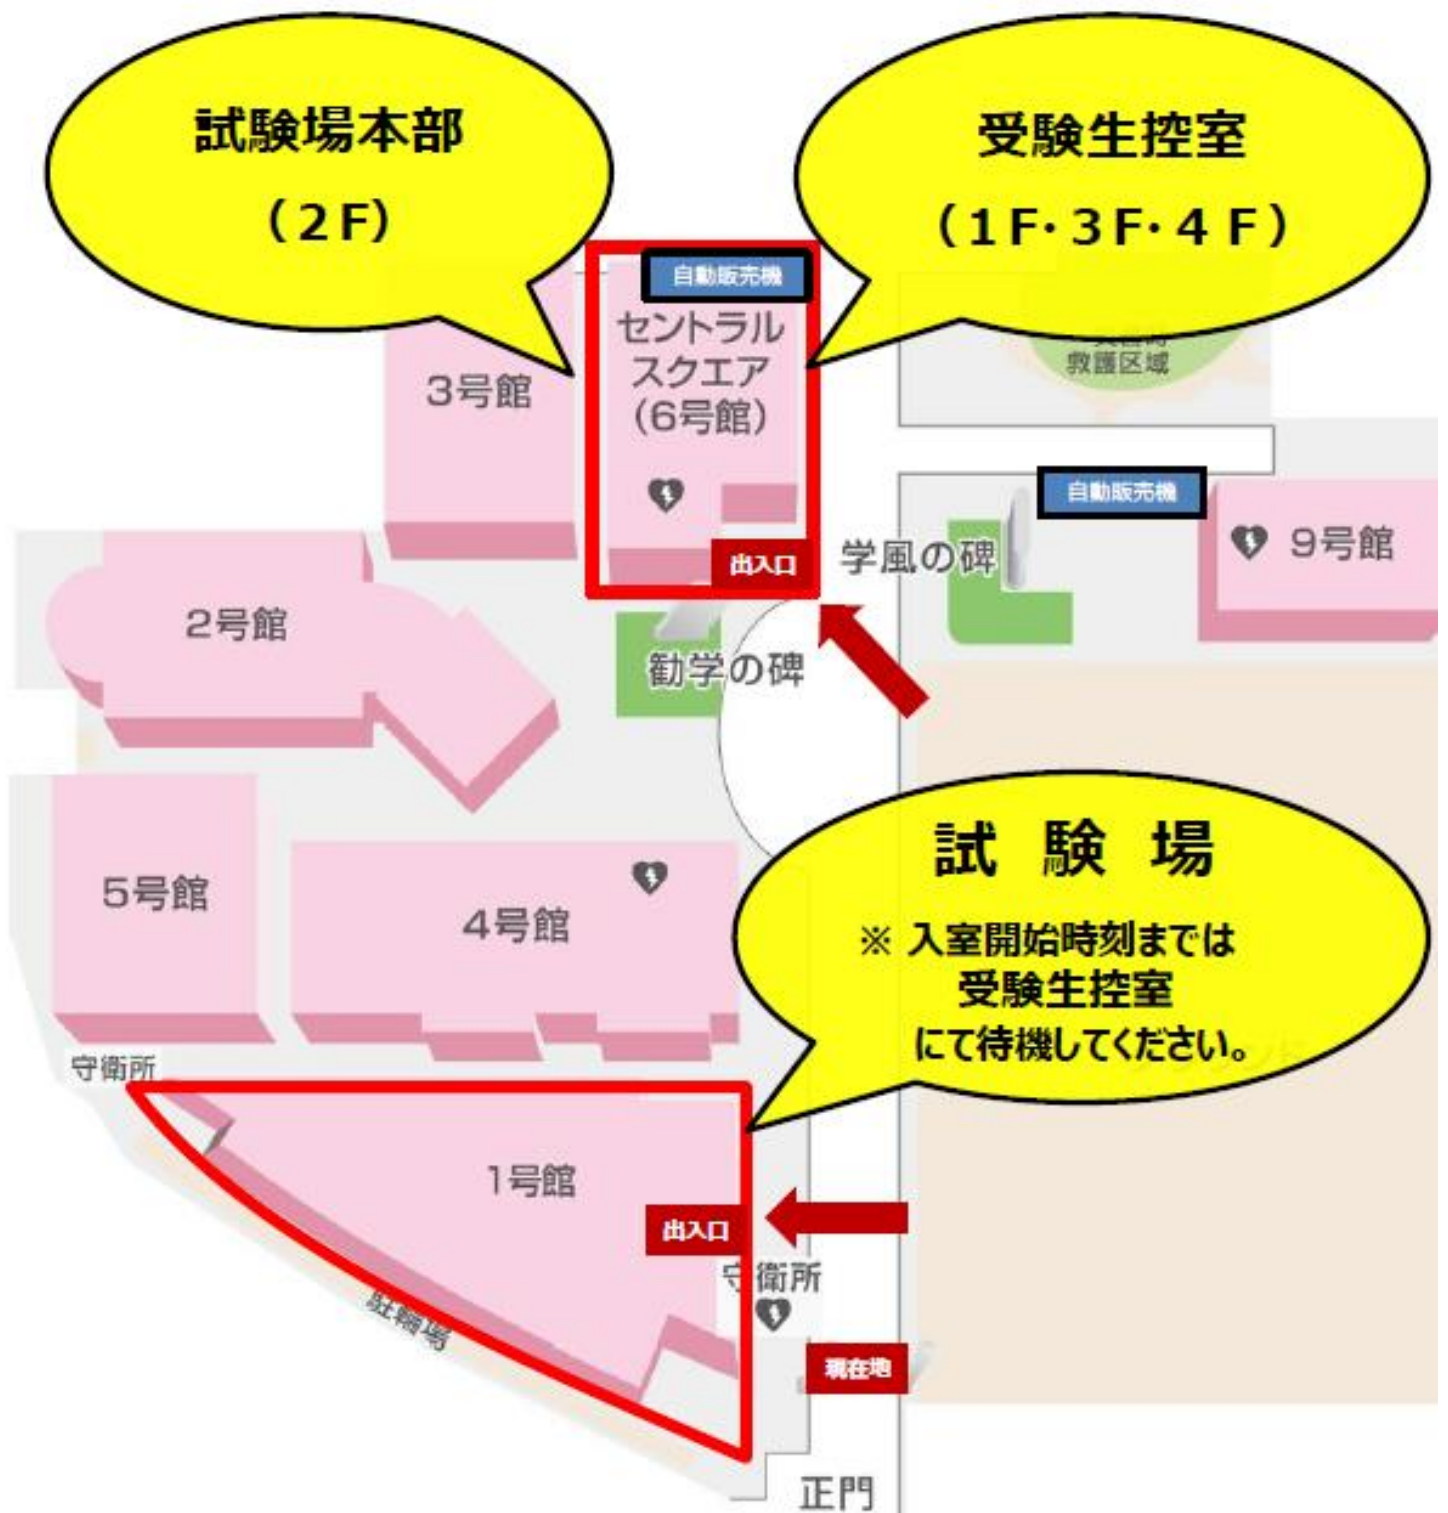 試験場本部
（２F）
受験生控室
（１F・３F・４F）
自動販売機
セントラル
スクエア
(6号館)
3号館
救護区域
自動販売機
出入口
学風の碑
9号館
2号館
勧学の碑
試 験 場
※ 入室開始時刻までは
受験生控室
にて待機してください。
5号館
4号館
守衛所
1号館
出入口
守衛所
駐輪場
現在地
正門